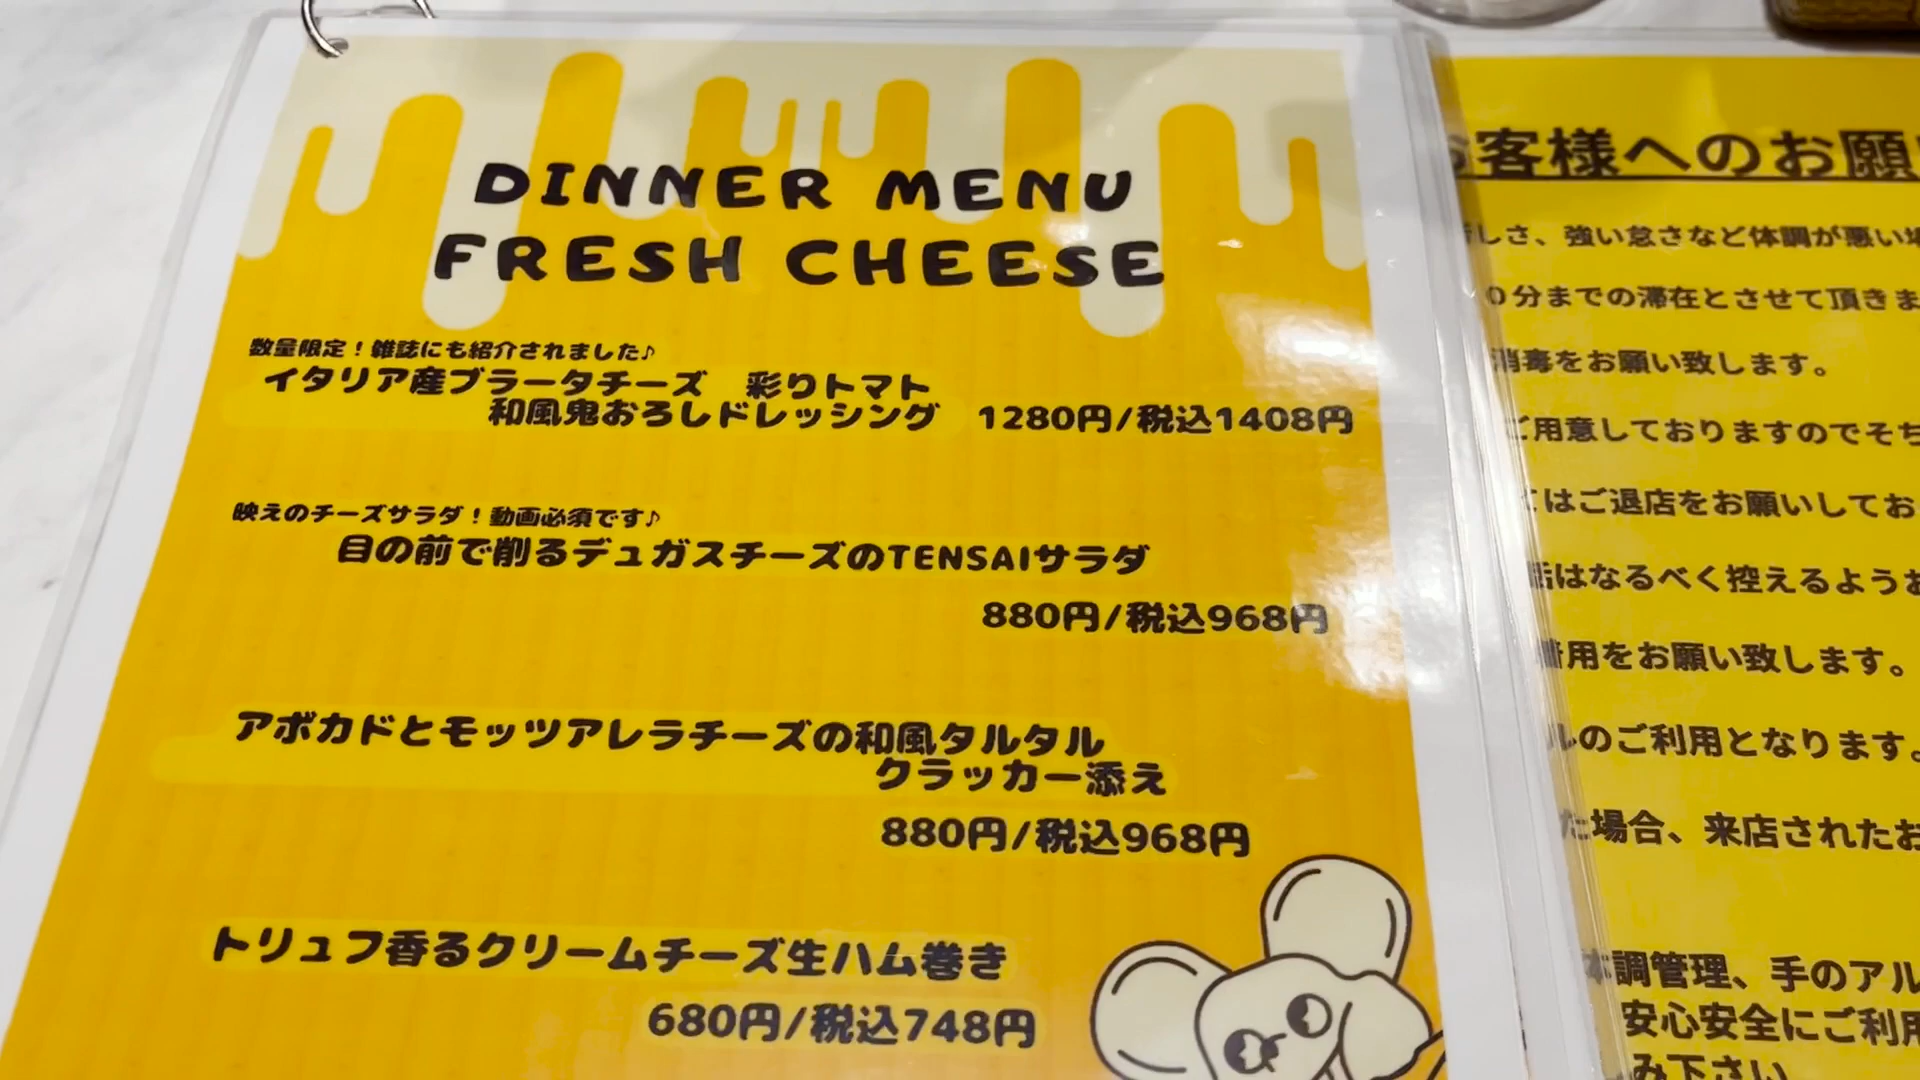 DINNER MENU
FRESH CHEESE
数量限定！雑誌にも紹介されました♪
イタリア産ブラータチーズ　彩りトマト
和風鬼おろしドレッシング　1280円/税込1408円
映えのチーズサラダ！動画必須です♪
目の前で削るデュガスチーズのTENSAIサラダ
880円/税込968円
アボカドとモッツアレラチーズの和風タルタル
クラッカー添え
880円/税込968円
トリュフ香るクリームチーズ生ハム巻き
680円/税込748円
客様へのお願
しさ、強い怠さなど体調が悪い
0分までの滞在とさせて頂きま
消毒をお願い致します。
ご用意しておりますのでそち
はご退店をお願いしてお
はなるべく控えるよう
用をお願い致します。
ルのご利用となります。
た場合、来店されたお
体調管理、手のアル
安心安全にご利用
み下さい